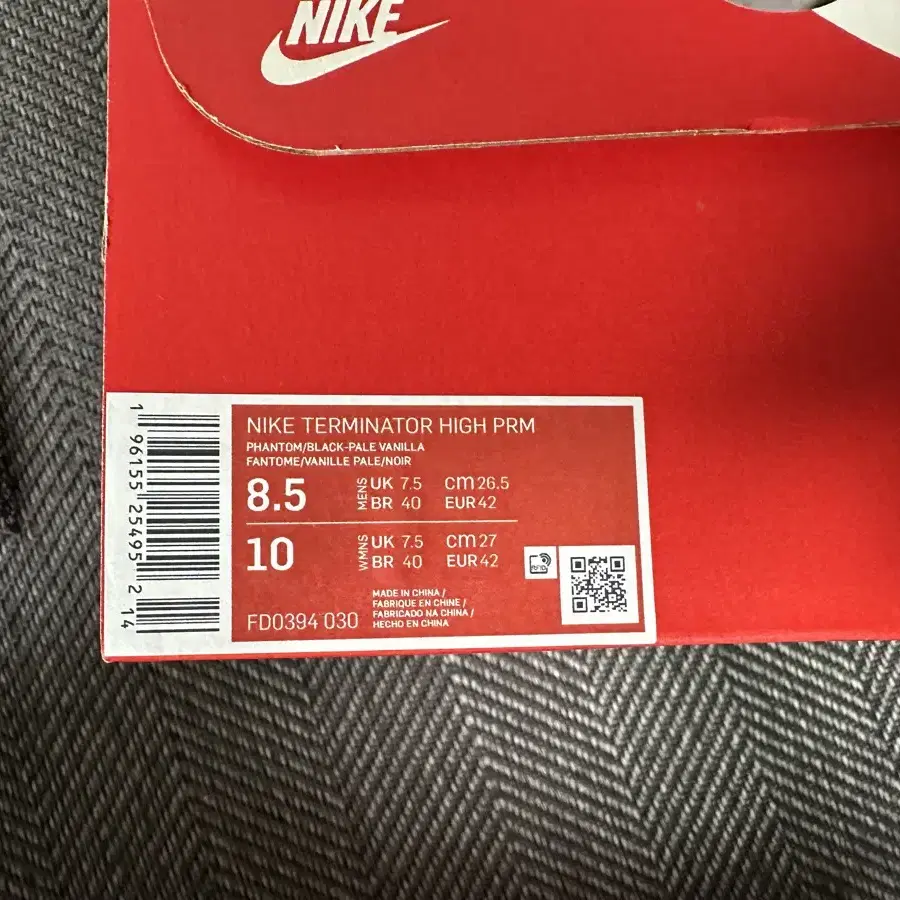 NIKE
NIKE TERMINATOR HIGH PRM
PHANTOM/BLACK-PALE VANILLA
FANTOME/VANILLE PALE/NOIR
8.5 MENS UK 7.5 cm 26.5
BR 40 EUR 42
10 WMNS UK 7.5 cm 27
BR 40 EUR 42
MADE IN CHINA /
FABRIQUE EN CHINE /
FABRICADO NA CHINA /
HECHO EN CHINA
FD0394 030
1 96155 25495 2 14